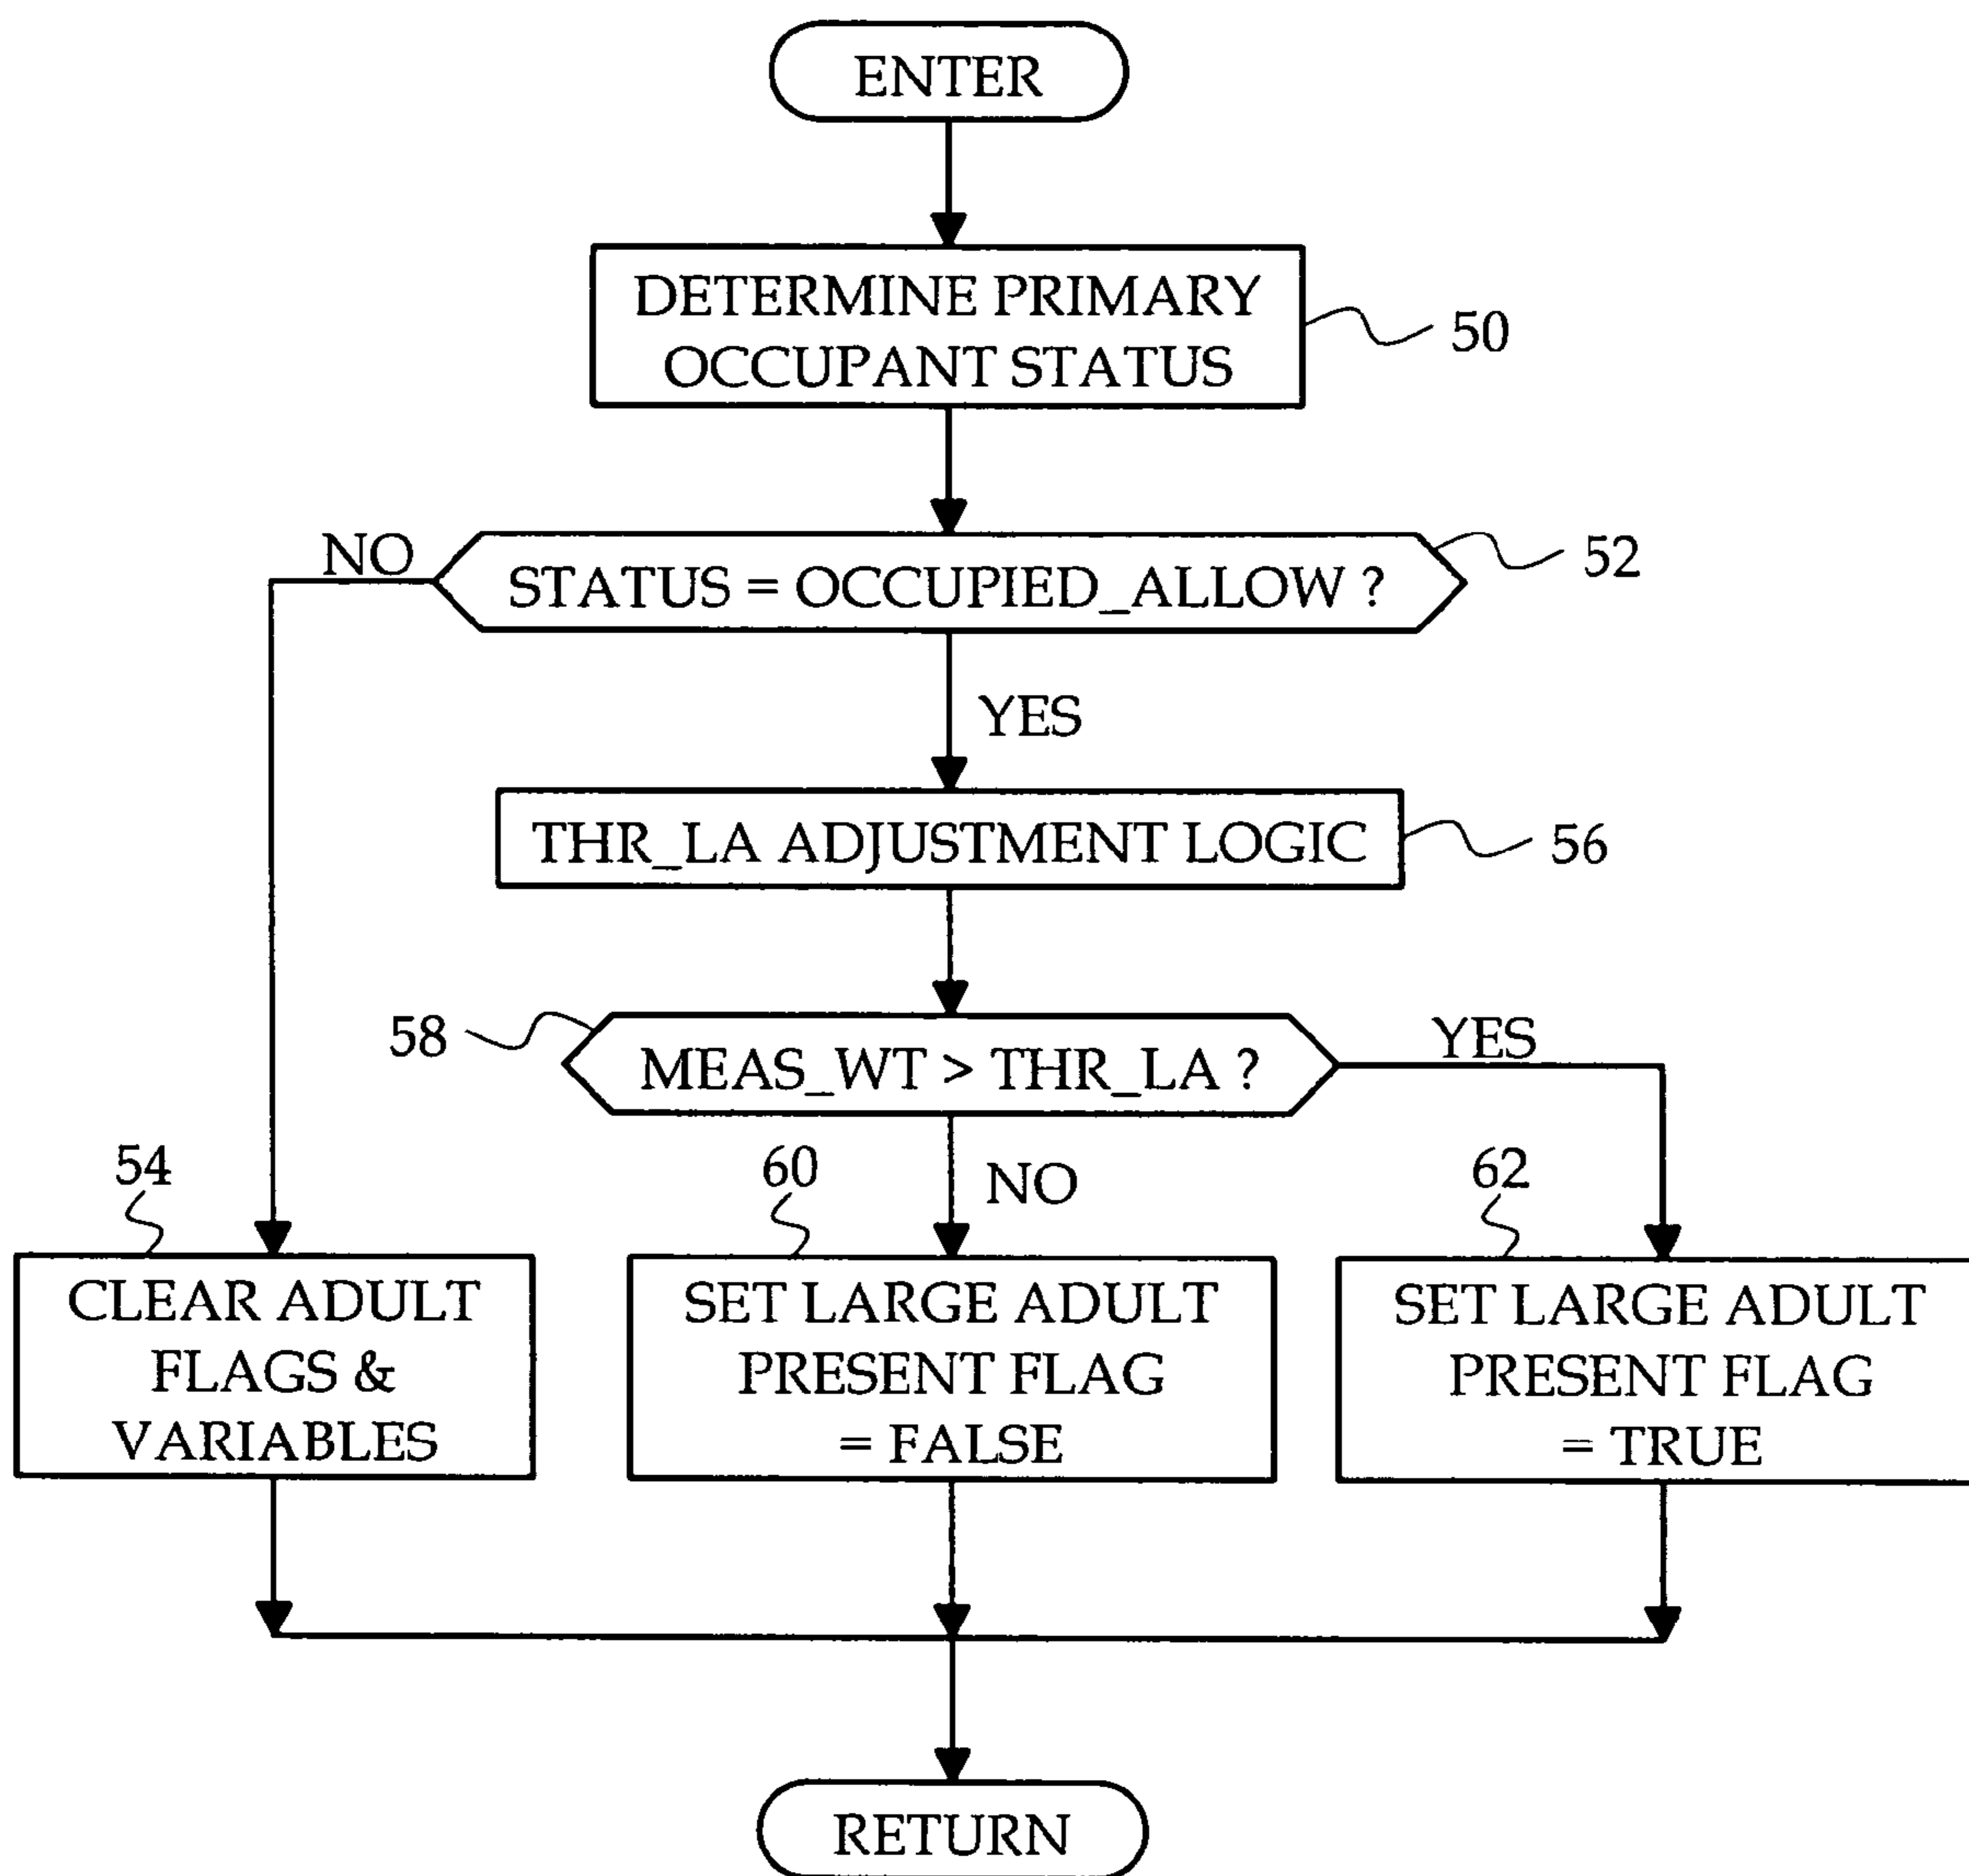 ENTER
DETERMINE PRIMARY
OCCUPANT STATUS
50
NO
STATUS = OCCUPIED_ALLOW ?
52
YES
THR_LA ADJUSTMENT LOGIC
56
58
MEAS_WT > THR_LA ?
YES
54
60
NO
62
CLEAR ADULT
FLAGS &
VARIABLES
SET LARGE ADULT
PRESENT FLAG
= FALSE
SET LARGE ADULT
PRESENT FLAG
= TRUE
RETURN